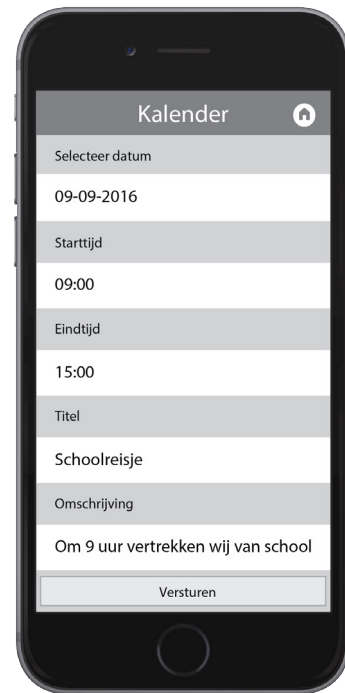 Kalender
Selecteer datum
09-09-2016
Starttijd
09:00
Eindtijd
15:00
Titel
Schoolreisje
Omschrijving
Om 9 uur vertrekken wij van school
Versturen